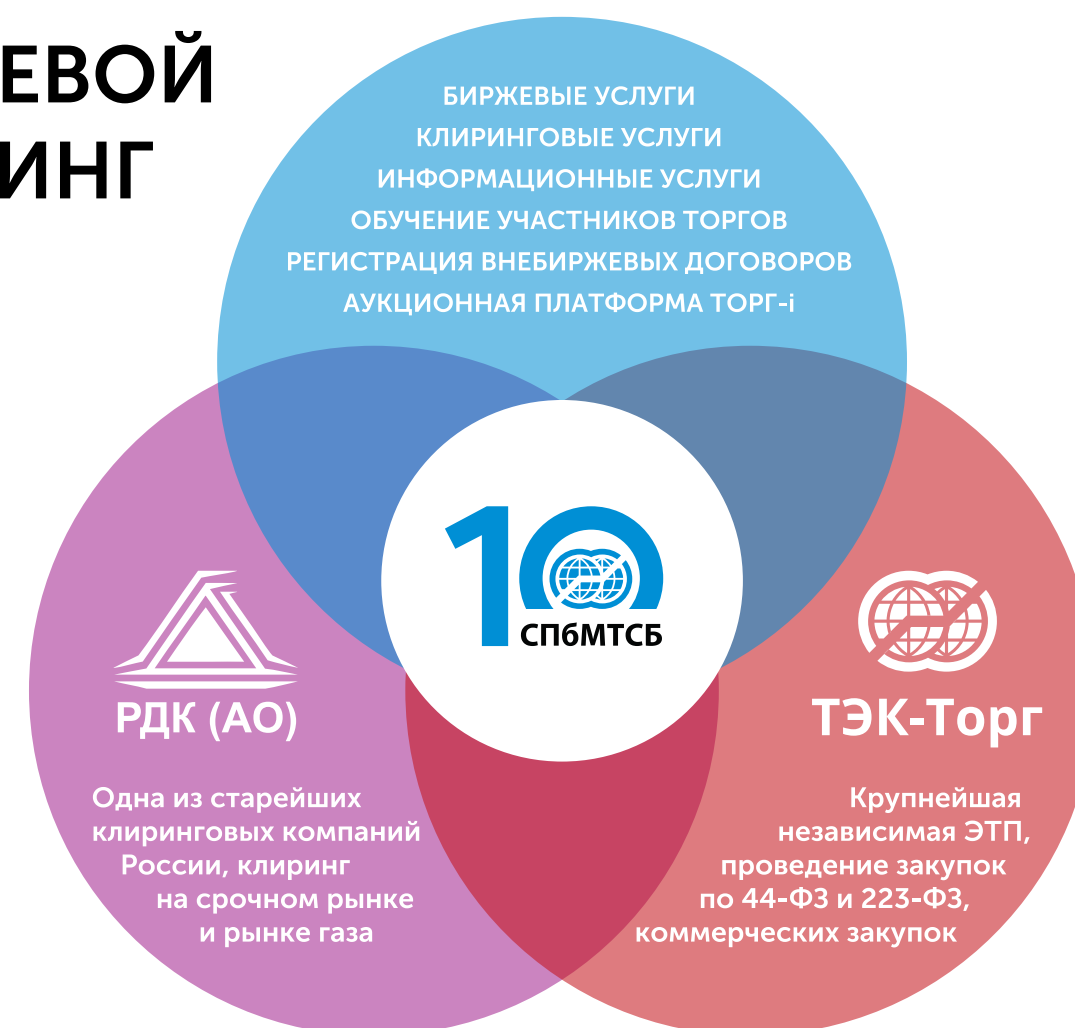 ЕВОЙ
ИНГ
БИРЖЕВЫЕ УСЛУГИ
КЛИРИНГОВЫЕ УСЛУГИ
ИНФОРМАЦИОННЫЕ УСЛУГИ
ОБУЧЕНИЕ УЧАСТНИКОВ ТОРГОВ
РЕГИСТРАЦИЯ ВНЕБИРЖЕВЫХ ДОГОВОРОВ
АУКЦИОННАЯ ПЛАТФОРМА ТОРГ-i
10
СПбМТСБ
РДК (АО)
Одна из старейших
клиринговых компаний
России, клиринг
на срочном рынке
и рынке газа
ТЭК-Торг
Крупнейшая
независимая ЭТП,
проведение закупок
по 44-ФЗ и 223-ФЗ,
коммерческих закупок